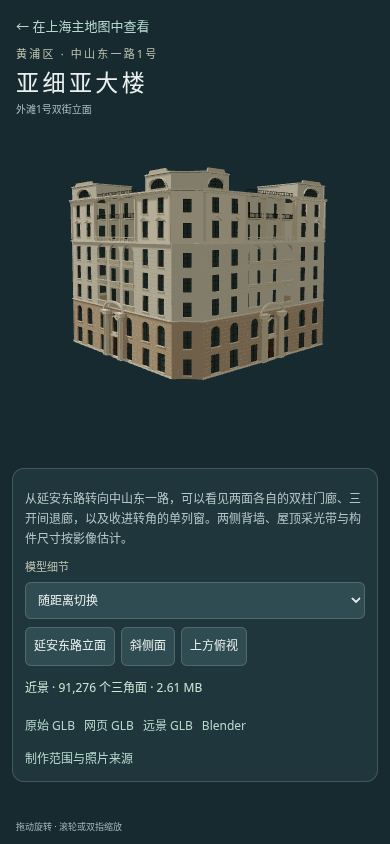 ← 在上海主地图中查看
黄浦区 · 中山东一路1号
亚细亚大楼
外滩1号双街立面
从延安东路转向中山东一路，可以看见两面各自的双柱门廊、三
开间退廊，以及收进转角的单列窗。两侧背墙、屋顶采光带与构
件尺寸按影像估计。
模型细节
随距离切换
延安东路立面 斜侧面 上方俯视
近景 · 91,276 个三角面 · 2.61 MB
原始 GLB 网页 GLB 远景 GLB Blender
制作范围与照片来源
拖动旋转 · 滚轮或双指缩放